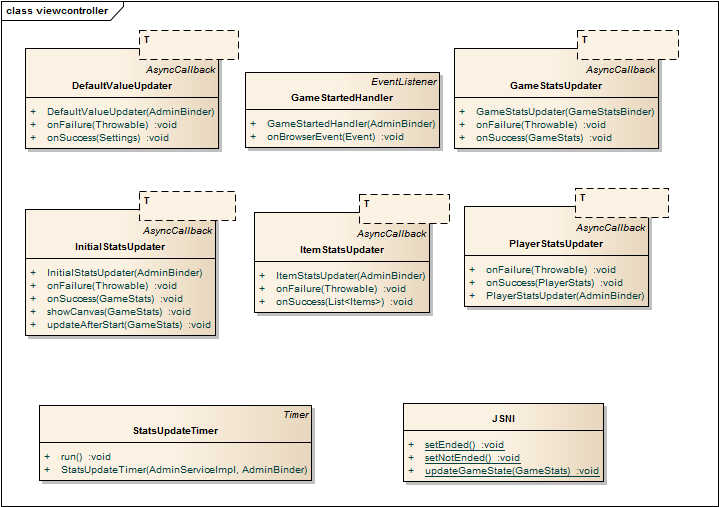 class viewcontroller
T
AsyncCallback
DefaultValueUpdater
+ DefaultValueUpdater(AdminBinder)
+ onFailure(Throwable) :void
+ onSuccess(Settings) :void
EventListener
GameStartedHandler
+ GameStartedHandler(AdminBinder)
+ onBrowserEvent(Event) :void
T
AsyncCallback
GameStatsUpdater
+ GameStatsUpdater(GameStatsBinder)
+ onFailure(Throwable) :void
+ onSuccess(GameStats) :void
T
AsyncCallback
InitialStatsUpdater
+ InitialStatsUpdater(AdminBinder)
+ onFailure(Throwable) :void
+ onSuccess(GameStats) :void
+ showCanvas(GameStats) :void
+ updateAfterStart(GameStats) :void
T
AsyncCallback
ItemStatsUpdater
+ ItemStatsUpdater(AdminBinder)
+ onFailure(Throwable) :void
+ onSuccess(List<Items>) :void
T
AsyncCallback
PlayerStatsUpdater
+ onFailure(Throwable) :void
+ onSuccess(PlayerStats) :void
+ PlayerStatsUpdater(AdminBinder)
Timer
StatsUpdateTimer
+ run() :void
+ StatsUpdateTimer(AdminServiceImpl, AdminBinder)
JSNI
+ setEnded() :void
+ setNotEnded() :void
+ updateGameState(GameStats) :void